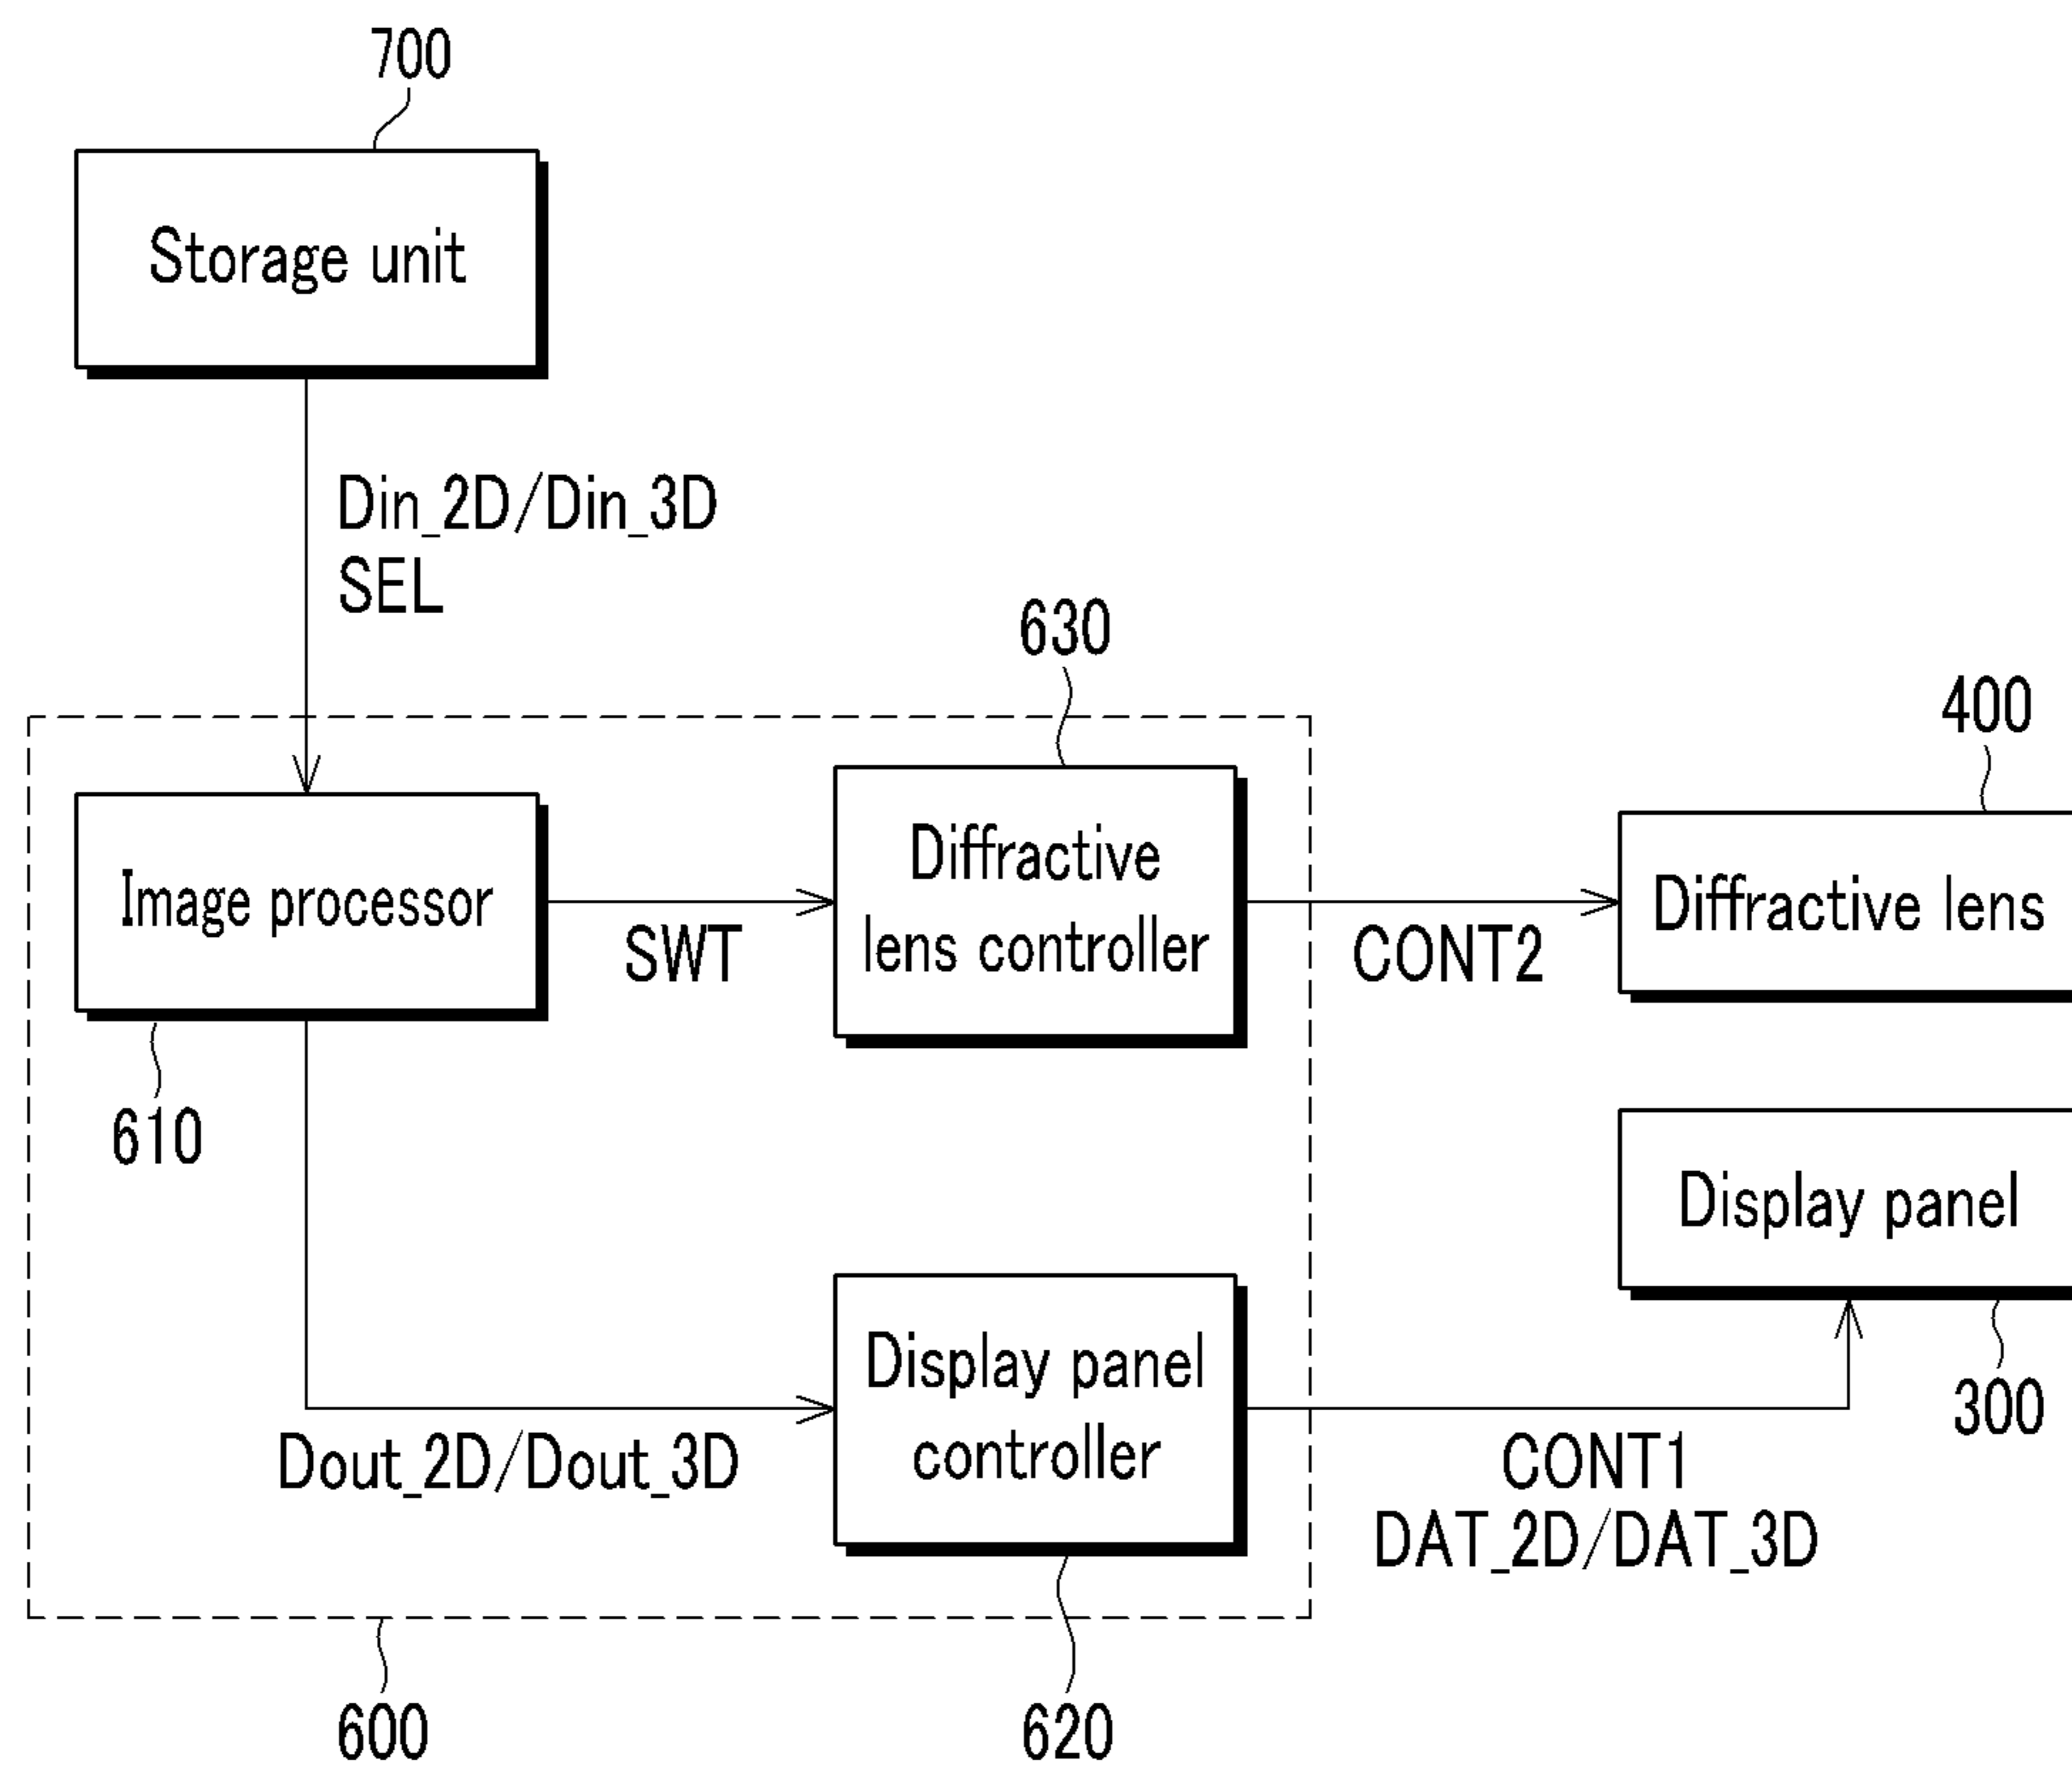 700
Storage unit
Din_2D/Din_3D
SEL
630
400
Image processor
SWT
Diffractive
lens controller
CONT2
Diffractive lens
610
Display panel
300
Dout_2D/Dout_3D
Display panel
controller
CONT1
DAT_2D/DAT_3D
600
620